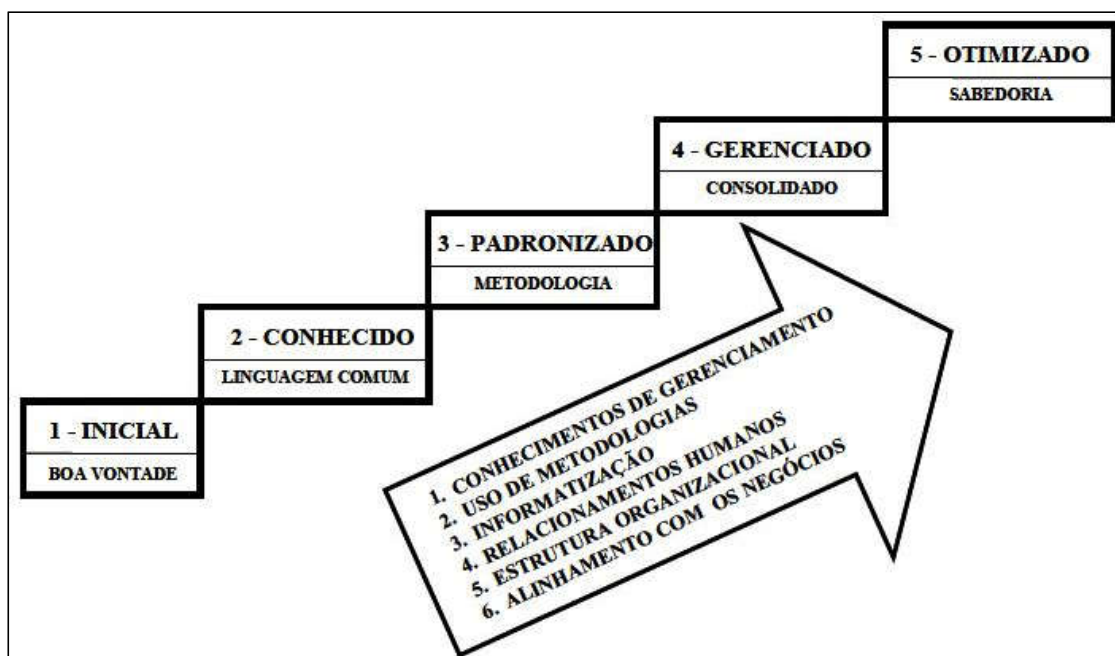 5 - OTIMIZADO
SABEDORIA
4 - GERENCIADO
CONSOLIDADO
3 - PADRONIZADO
METODOLOGIA
2 - CONHECIDO
LINGUAGEM COMUM
1 - INICIAL
BOA VONTADE
1. CONHECIMENTOS DE GERENCIAMENTO
2. USO DE METODOLOGIAS
3. INFORMATIZAÇÃO
4. RELACIONAMENTOS HUMANOS
5. ESTRUTURA ORGANIZACIONAL
6. ALINHAMENTO COM OS NEGÓCIOS